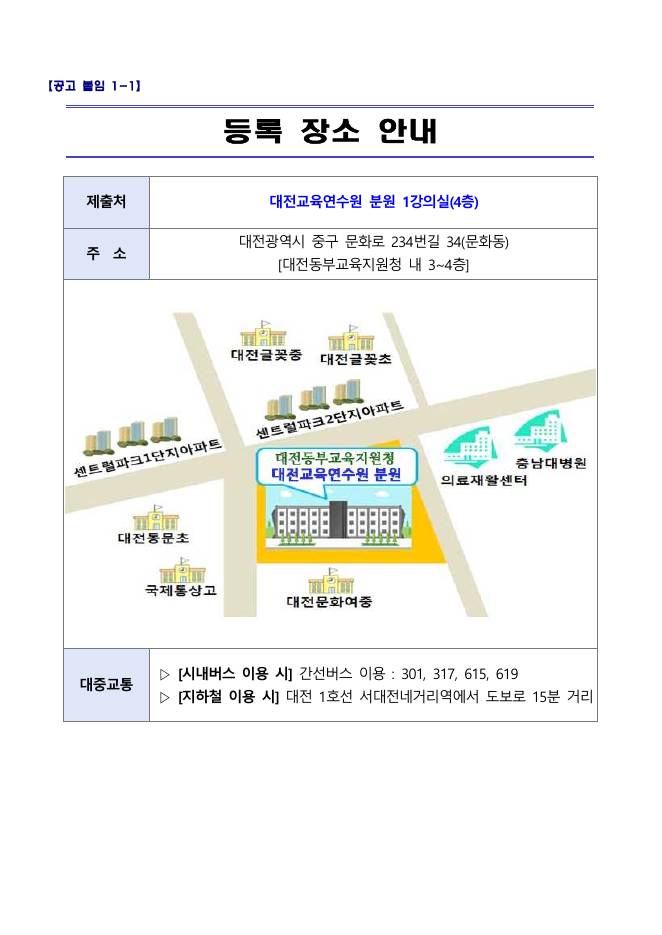 【공고 붙임 1-1】
등록 장소 안내
제출처
대전교육연수원 분원 1강의실(4층)
주 소
대전광역시 중구 문화로 234번길 34(문화동)
[대전동부교육지원청 내 3~4층]
대전글꽃중
대전글꽃초
센트럴파크2단지아파트
센트럴파크1단지아파트
대전동부교육지원청
대전교육연수원 분원
충남대병원
의료재활센터
대전동문초
국제통상고
대전문화여중
대중교통
▷ [시내버스 이용 시] 간선버스 이용 : 301, 317, 615, 619
▷ [지하철 이용 시] 대전 1호선 서대전네거리역에서 도보로 15분 거리